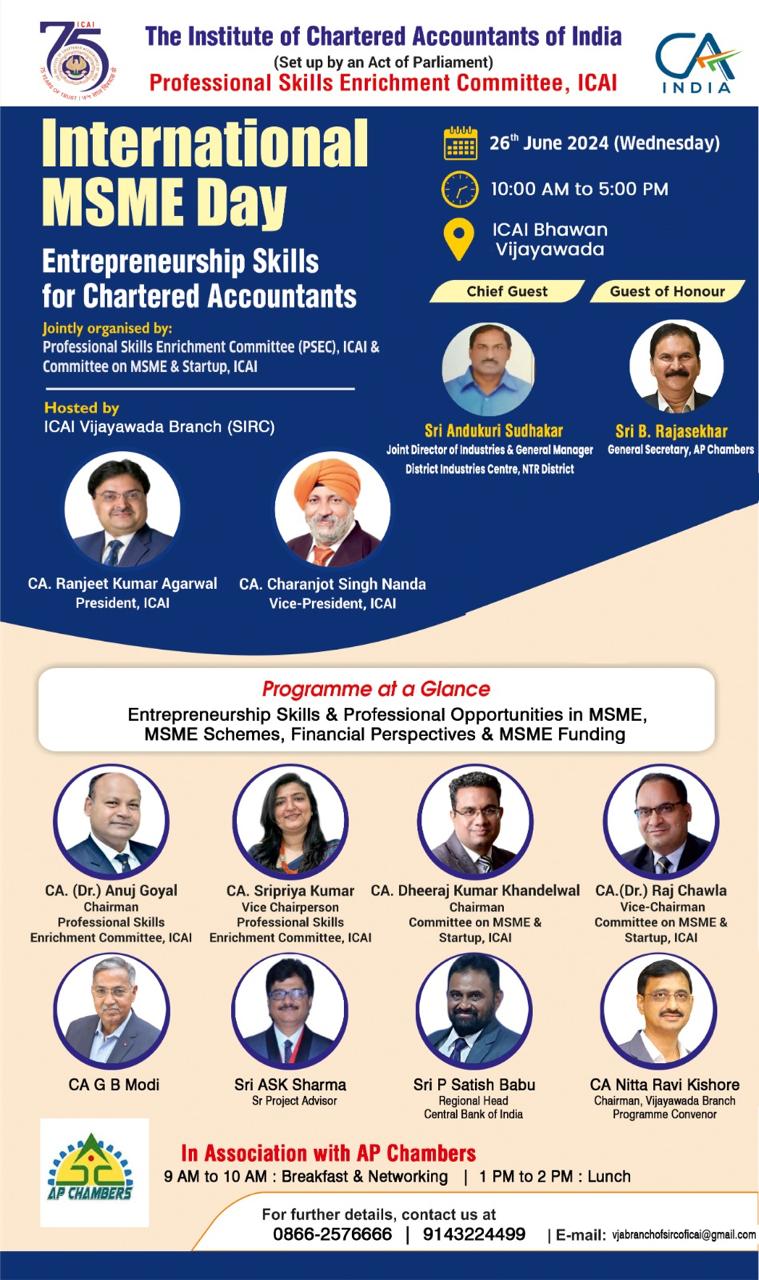 ICAI
75
75 YEARS OF TRUST
The Institute of Chartered Accountants of India
(Set up by an Act of Parliament)
Professional Skills Enrichment Committee, ICAI
CA
INDIA
International
MSME Day
Entrepreneurship Skills
for Chartered Accountants
Jointly organised by:
Professional Skills Enrichment Committee (PSEC), ICAI &
Committee on MSME & Startup, ICAI
Hosted by
ICAI Vijayawada Branch (SIRC)
26th June 2024 (Wednesday)
10:00 AM to 5:00 PM
ICAI Bhawan
Vijayawada
Chief Guest
Guest of Honour
Sri Andukuri Sudhakar
Joint Director of Industries & General Manager
District Industries Centre, NTR District
Sri B. Rajasekhar
General Secretary, AP Chambers
CA. Ranjeet Kumar Agarwal
President, ICAI
CA. Charanjot Singh Nanda
Vice-President, ICAI
Programme at a Glance
Entrepreneurship Skills & Professional Opportunities in MSME,
MSME Schemes, Financial Perspectives & MSME Funding
CA. (Dr.) Anuj Goyal
Chairman
Professional Skills
Enrichment Committee, ICAI
CA. Sripriya Kumar
Vice Chairperson
Professional Skills
Enrichment Committee, ICAI
CA. Dheeraj Kumar Khandelwal
Chairman
Committee on MSME &
Startup, ICAI
CA.(Dr.) Raj Chawla
Vice-Chairman
Committee on MSME &
Startup, ICAI
CA G B Modi
Sri ASK Sharma
Sr Project Advisor
Sri P Satish Babu
Regional Head
Central Bank of India
CA Nitta Ravi Kishore
Chairman, Vijayawada Branch
Programme Convenor
AP CHAMBERS
In Association with AP Chambers
9 AM to 10 AM : Breakfast & Networking | 1 PM to 2 PM : Lunch
For further details, contact us at
0866-2576666 | 9143224499 | E-mail: vjabranchofsircoficai@gmail.com